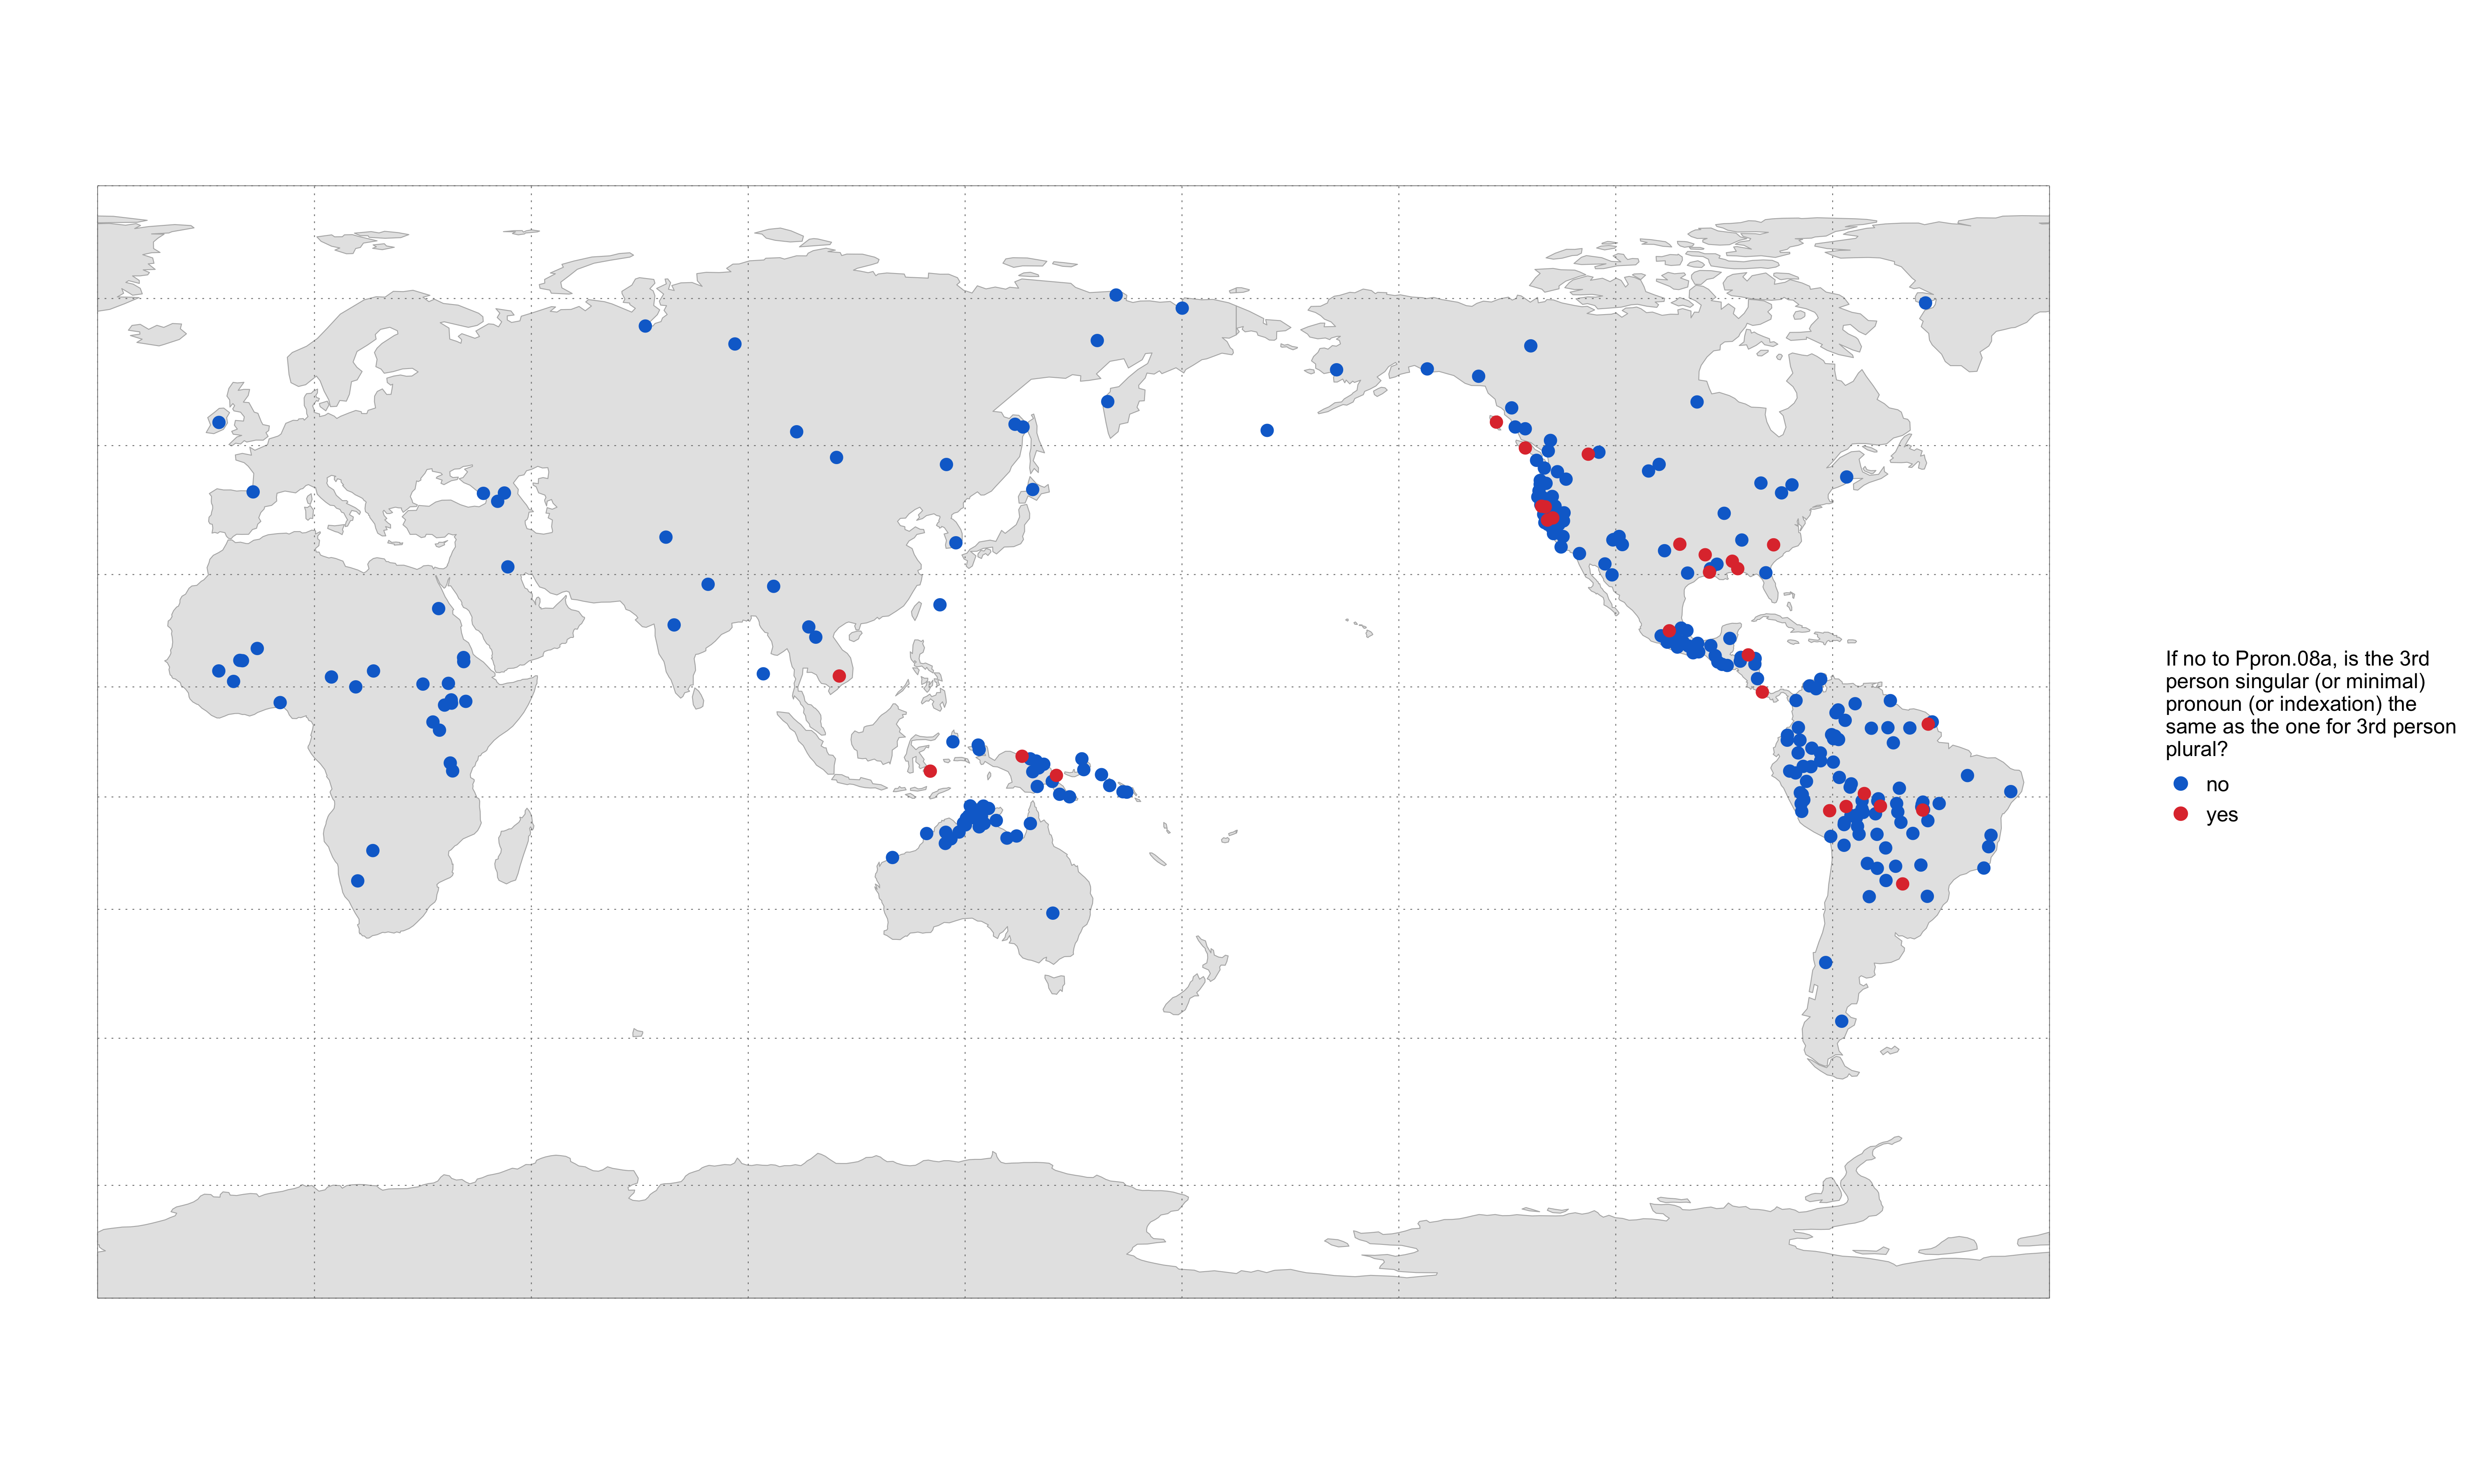 If no to Ppron.08a, is the 3rd
person singular (or minimal)
pronoun (or indexation) the
same as the one for 3rd person
plural?
no
yes